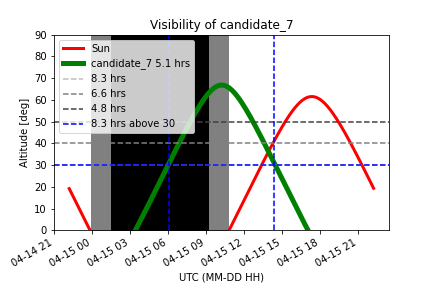 Visibility of candidate_7
Altitude [deg]
90
80
70
60
50
40
30
20
10
0
Sun
candidate_7 5.1 hrs
8.3 hrs
6.6 hrs
4.8 hrs
8.3 hrs above 30
04-14 21
04-15 00
04-15 03
04-15 06
04-15 09
04-15 12
04-15 15
04-15 18
04-15 21
UTC (MM-DD HH)